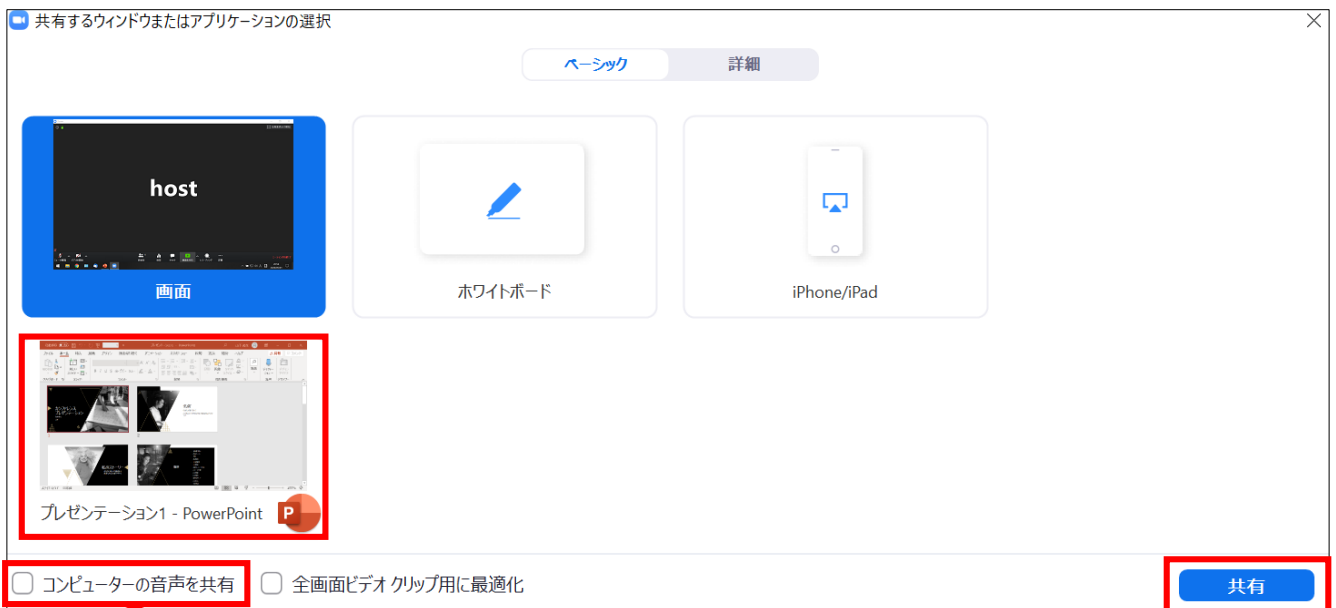 共有するウィンドウまたはアプリケーションの選択
ベーシック
詳細
host
画面
ホワイトボード
iPhone/iPad
プレゼンテーション1 - PowerPoint
P
コンピューターの音声を共有
全画面ビデオ クリップ用に最適化
共有